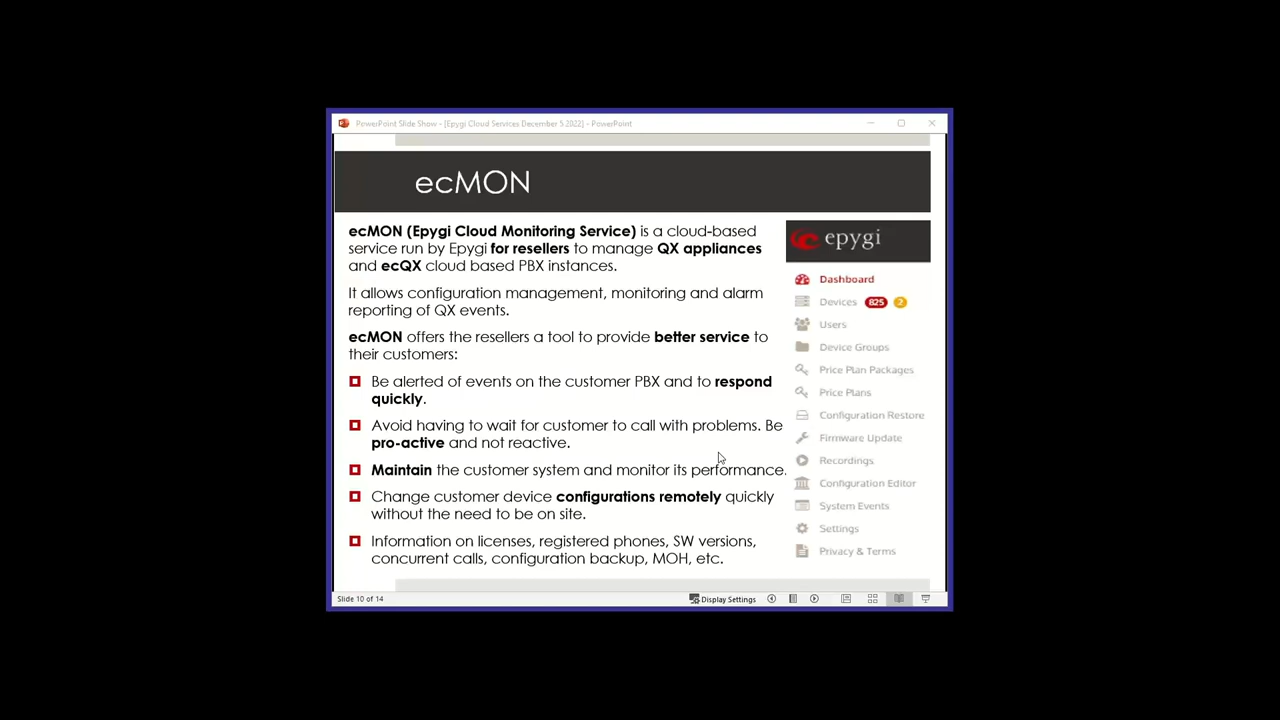 PowerPoint Slide Show - [Epygi Cloud Services December 5 2022] - PowerPoint
ecMON
ecMON (Epygi Cloud Monitoring Service) is a cloud-based
service run by Epygi for resellers to manage QX appliances
and ecQX cloud based PBX instances.
It allows configuration management, monitoring and alarm
reporting of QX events.
ecMON offers the resellers a tool to provide better service to
their customers:
Be alerted of events on the customer PBX and to respond
quickly.
Avoid having to wait for customer to call with problems. Be
pro-active and not reactive.
Maintain the customer system and monitor its performance.
Change customer device configurations remotely quickly
without the need to be on site.
Information on licenses, registered phones, SW versions,
concurrent calls, configuration backup, MOH, etc.
epygi
Dashboard
Devices 825 2
Users
Device Groups
Price Plan Packages
Price Plans
Configuration Restore
Firmware Update
Recordings
Configuration Editor
System Events
Settings
Privacy & Terms
Slide 10 of 14
Display Settings